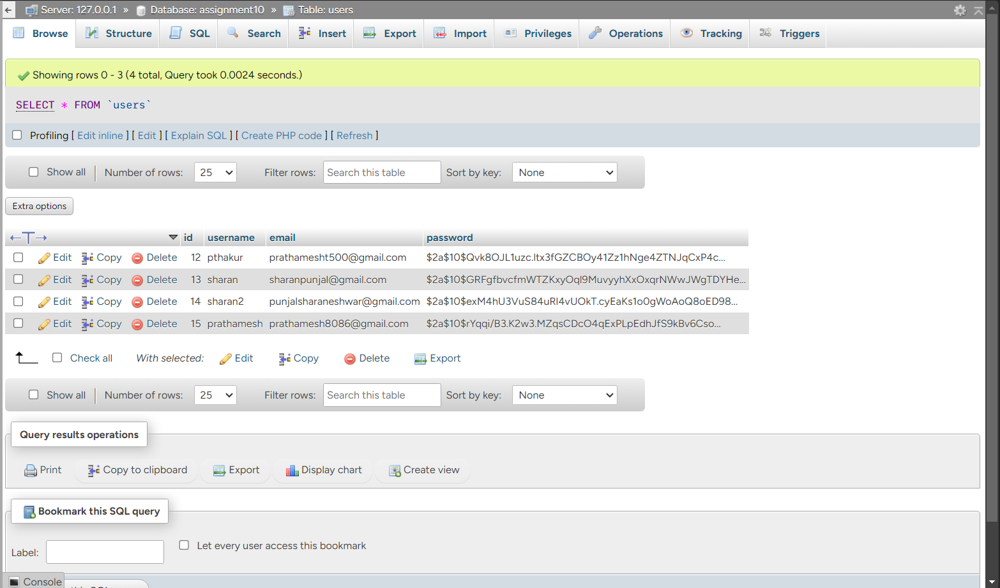 Server: 127.0.0.1 » Database: assignment10 » Table: users
Browse Structure SQL Search Insert Export Import Privileges Operations Tracking Triggers
Showing rows 0 - 3 (4 total, Query took 0.0024 seconds.)
SELECT * FROM `users`
Profiling [ Edit inline ] [ Edit ] [ Explain SQL ] [ Create PHP code ] [ Refresh ]
Show all Number of rows: 25 Filter rows: Search this table Sort by key: None
Extra options
id username email password
Edit Copy Delete 12 pthakur prathamesht500@gmail.com $2a$10$Qvk8OJL1uzc.ltx3fGZCBOy41Zz1hNge4ZTNJqCxP4c...
Edit Copy Delete 13 sharan sharanpunjal@gmail.com $2a$10$GRFgfbvcfmWTZKxyOql9MuvyyhXxOxqrNWwJWgTDYHe...
Edit Copy Delete 14 sharan2 punjalsharaneshwar@gmail.com $2a$10$exM4hU3VuS84uRl4vUOkT.cyEaKs1o0gWoAoQ8oED98...
Edit Copy Delete 15 prathamesh prathamesh8086@gmail.com $2a$10$rYqqi/B3.K2w3.MZqsCDcO4qExPLpEdhJfS9kBv6Cso...
Check all With selected: Edit Copy Delete Export
Show all Number of rows: 25 Filter rows: Search this table Sort by key: None
Query results operations
Print Copy to clipboard Export Display chart Create view
Bookmark this SQL query
Label: Let every user access this bookmark
Console